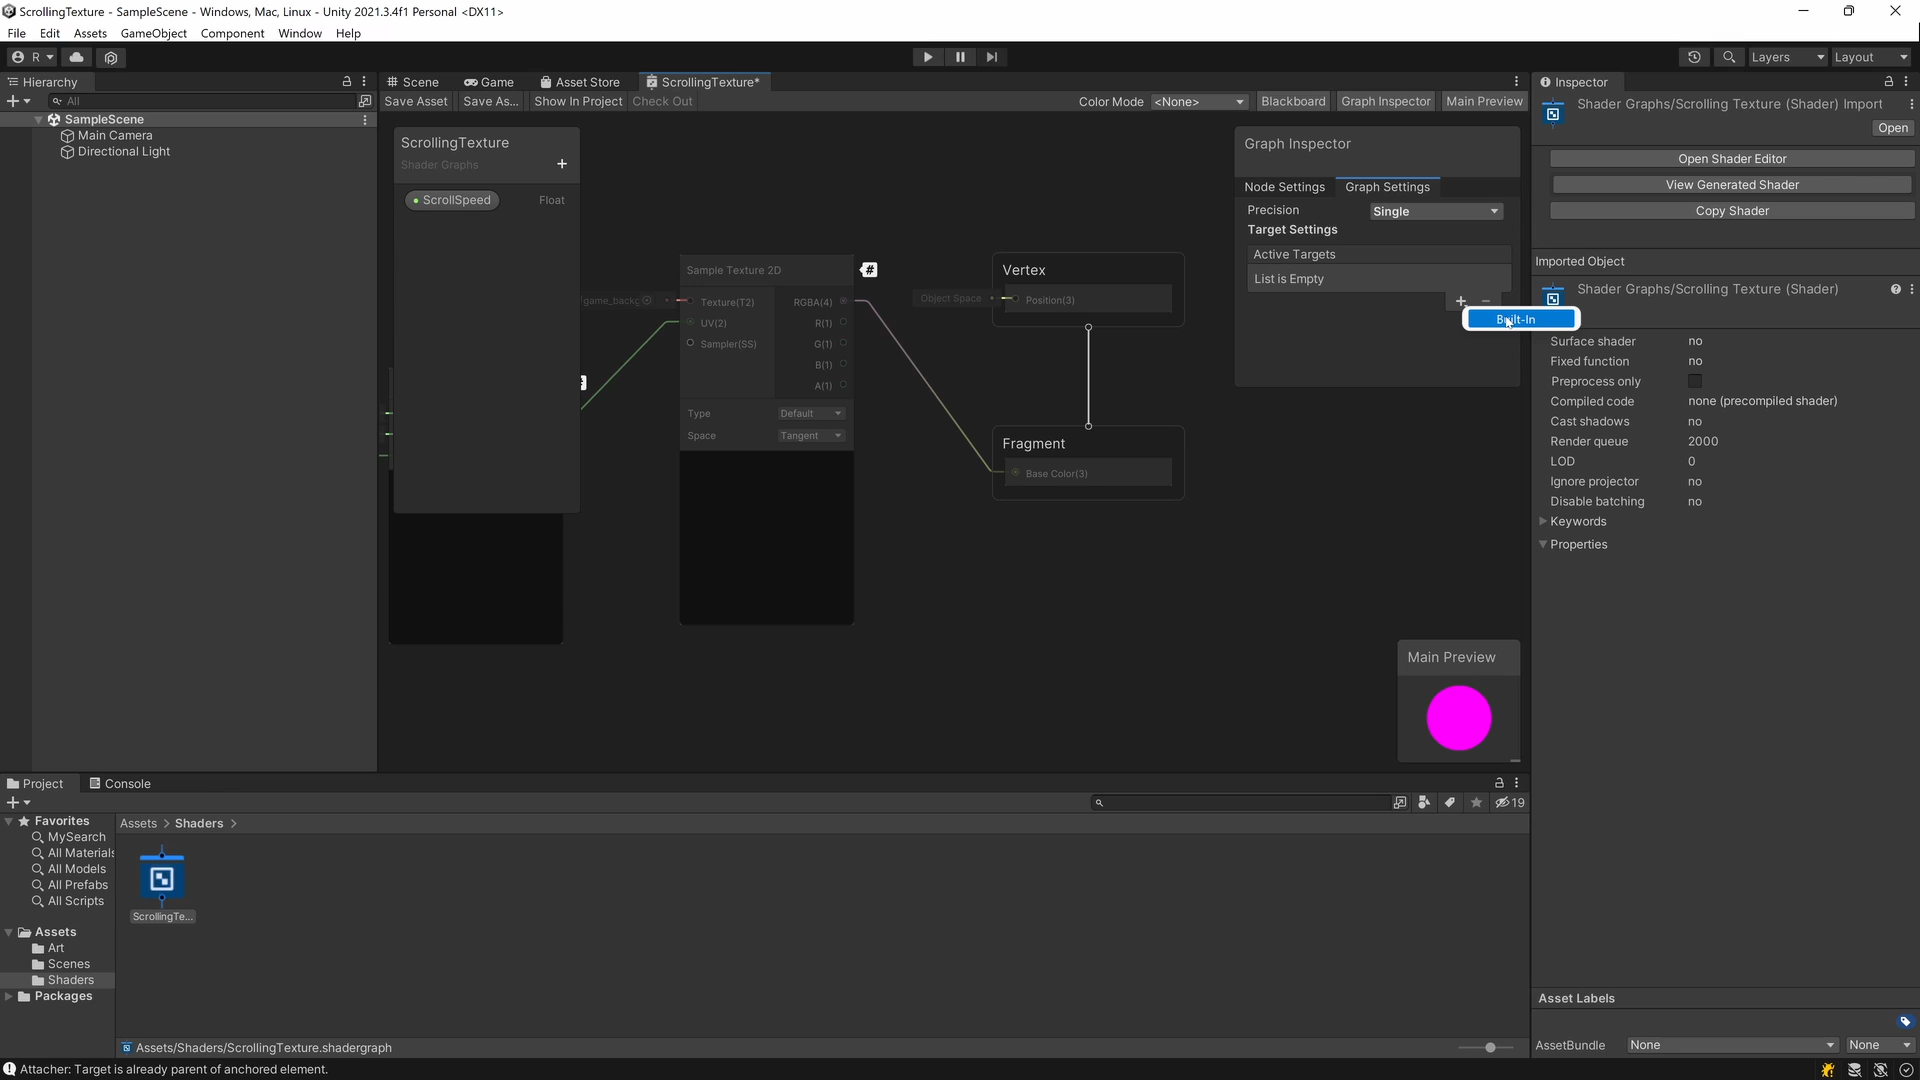 ScrollingTexture - SampleScene - Windows, Mac, Linux - Unity 2021.3.4f1 Personal <DX11>
File Edit Assets GameObject Component Window Help
R Layers Layout
Hierarchy
All
SampleScene
Main Camera
Directional Light
Scene Game Asset Store ScrollingTexture*
Save Asset Save As... Show In Project Check Out Color Mode <None> Blackboard Graph Inspector Main Preview
ScrollingTexture
Shader Graphs
ScrollSpeed Float
Sample Texture 2D
#
Texture(T2) RGBA(4)
UV(2) R(1)
Sampler(SS) G(1)
B(1)
A(1)
Type Default
Space Tangent
Vertex
Object Space Position(3)
Fragment
Base Color(3)
Graph Inspector
Node Settings Graph Settings
Precision Single
Target Settings
Active Targets
List is Empty
+ −
Built-In
Main Preview
Inspector
Shader Graphs/Scrolling Texture (Shader) Import
Open
Open Shader Editor
View Generated Shader
Copy Shader
Imported Object
Shader Graphs/Scrolling Texture (Shader)
Surface shader no
Fixed function no
Preprocess only
Compiled code none (precompiled shader)
Cast shadows no
Render queue 2000
LOD 0
Ignore projector no
Disable batching no
Keywords
Properties
Asset Labels
AssetBundle None None
Project Console
19
Favorites
MySearch
All Materials
All Models
All Prefabs
All Scripts
Assets
Art
Scenes
Shaders
Packages
Assets > Shaders >
ScrollingTe...
Assets/Shaders/ScrollingTexture.shadergraph
Attacher: Target is already parent of anchored element.